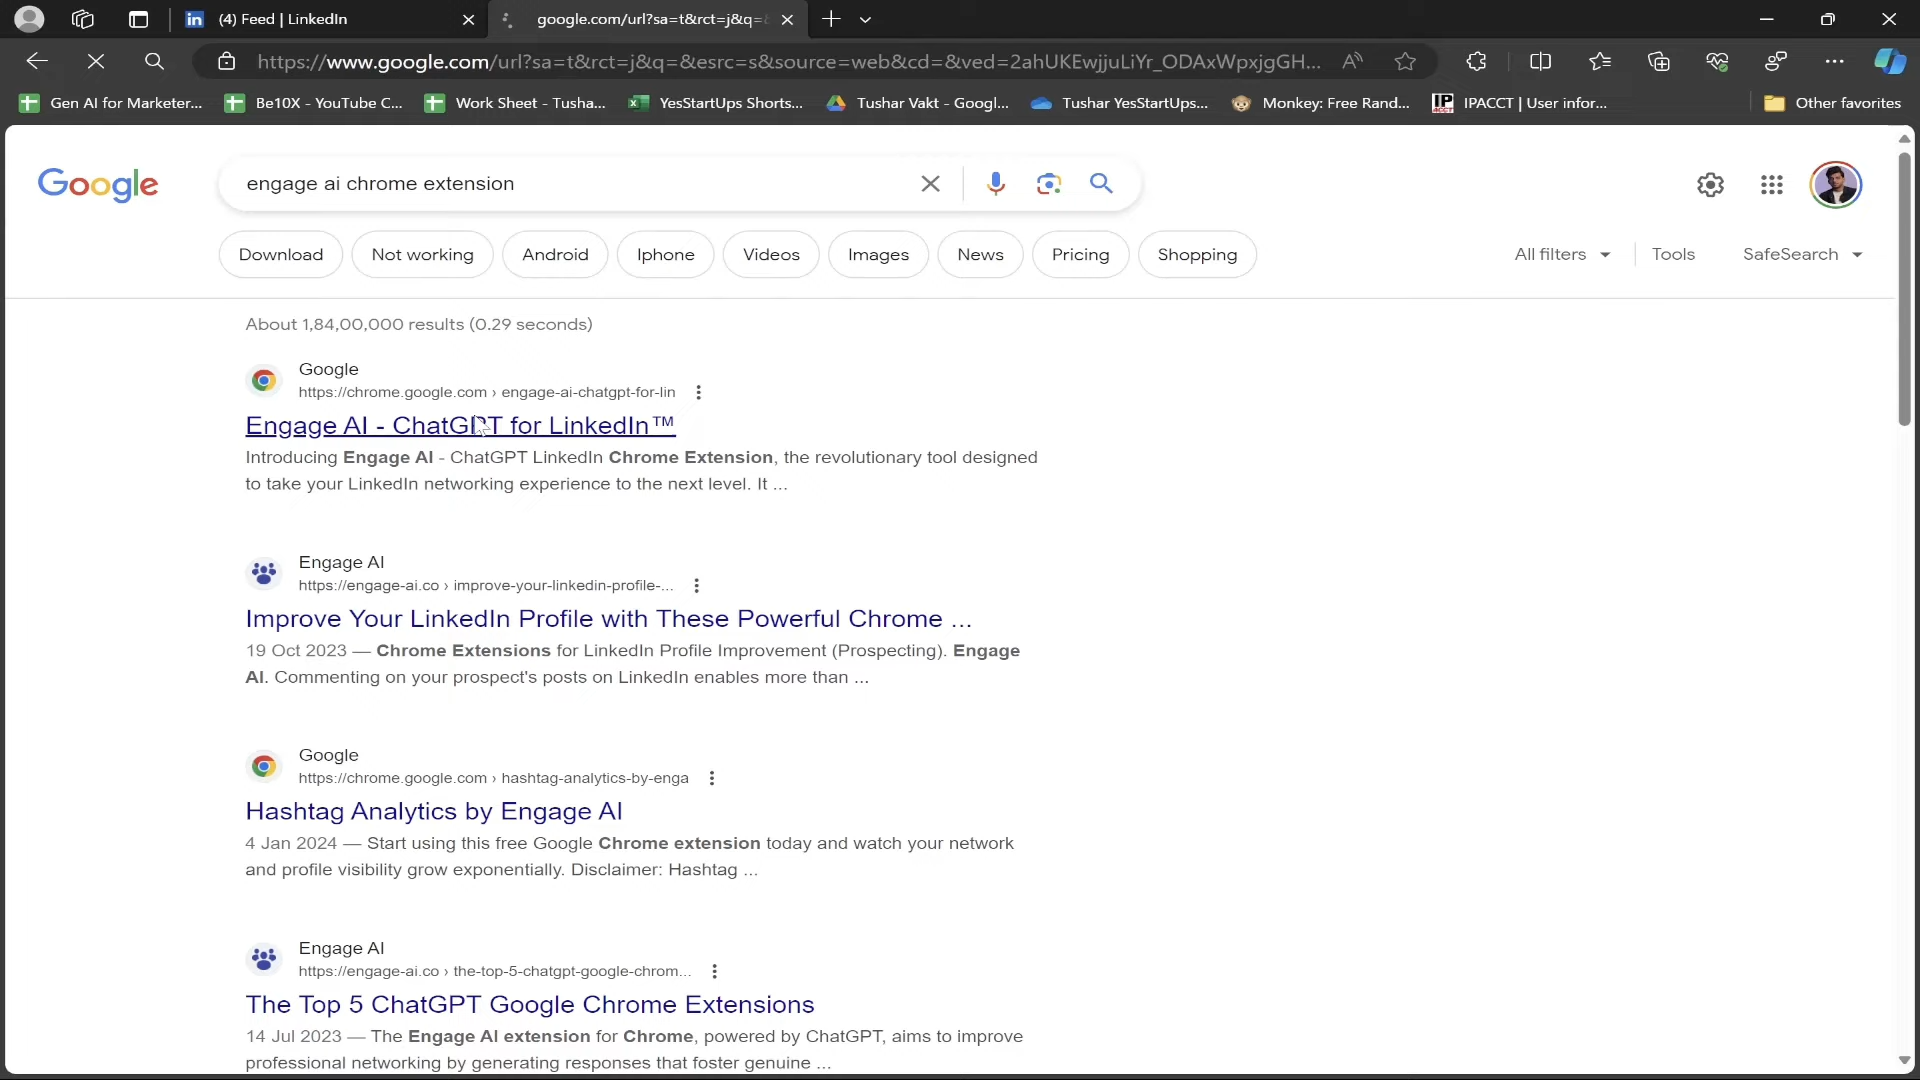 (4) Feed | LinkedIn
google.com/url?sa=t&rct=j&q=&
https://www.google.com/url?sa=t&rct=j&q=&esrc=s&source=web&cd=&ved=2ahUKEwjjuLiYr_ODAxWpxjgGH...
Gen AI for Marketer...
Be10X - YouTube C...
Work Sheet - Tusha...
YesStartUps Shorts...
Tushar Vakt - Googl...
Tushar YesStartUps...
Monkey: Free Rand...
IPACCT | User infor...
Other favorites
Google
engage ai chrome extension
Download
Not working
Android
Iphone
Videos
Images
News
Pricing
Shopping
All filters
Tools
SafeSearch
About 1,84,00,000 results (0.29 seconds)
Google
https://chrome.google.com › engage-ai-chatgpt-for-lin
Engage AI - ChatGPT for LinkedIn™
Introducing Engage AI - ChatGPT LinkedIn Chrome Extension, the revolutionary tool designed
to take your LinkedIn networking experience to the next level. It ...
Engage AI
https://engage-ai.co › improve-your-linkedin-profile-...
Improve Your LinkedIn Profile with These Powerful Chrome ...
19 Oct 2023 — Chrome Extensions for LinkedIn Profile Improvement (Prospecting). Engage
AI. Commenting on your prospect's posts on LinkedIn enables more than ...
Google
https://chrome.google.com › hashtag-analytics-by-enga
Hashtag Analytics by Engage AI
4 Jan 2024 — Start using this free Google Chrome extension today and watch your network
and profile visibility grow exponentially. Disclaimer: Hashtag ...
Engage AI
https://engage-ai.co › the-top-5-chatgpt-google-chrom...
The Top 5 ChatGPT Google Chrome Extensions
14 Jul 2023 — The Engage AI extension for Chrome, powered by ChatGPT, aims to improve
professional networking by generating responses that foster genuine ...